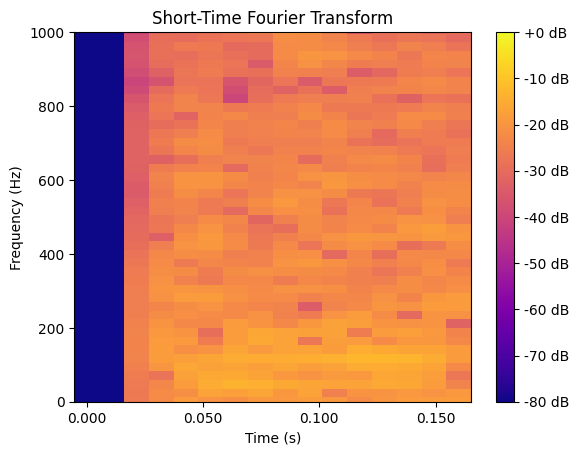 Short-Time Fourier Transform
1000
800
600
400
200
0
Frequency (Hz)
0.000
0.050
0.100
0.150
Time (s)
+0 dB
-10 dB
-20 dB
-30 dB
-40 dB
-50 dB
-60 dB
-70 dB
-80 dB